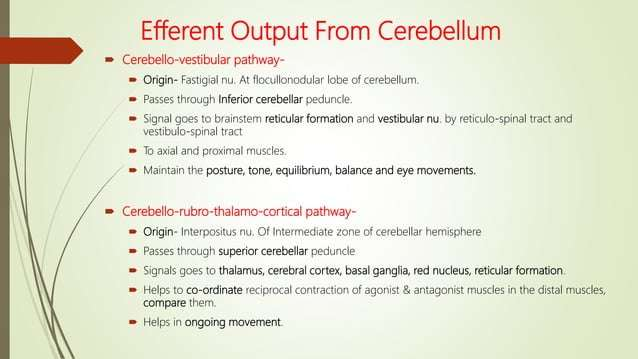 Efferent Output From Cerebellum
Cerebello-vestibular pathway-
Origin- Fastigial nu. At flocullonodular lobe of cerebellum.
Passes through Inferior cerebellar peduncle.
Signal goes to brainstem reticular formation and vestibular nu. by reticulo-spinal tract and
vestibulo-spinal tract
To axial and proximal muscles.
Maintain the posture, tone, equilibrium, balance and eye movements.
Cerebello-rubro-thalamo-cortical pathway-
Origin- Interpositus nu. Of Intermediate zone of cerebellar hemisphere
Passes through superior cerebellar peduncle
Signals goes to thalamus, cerebral cortex, basal ganglia, red nucleus, reticular formation.
Helps to co-ordinate reciprocal contraction of agonist & antagonist muscles in the distal muscles,
compare them.
Helps in ongoing movement.